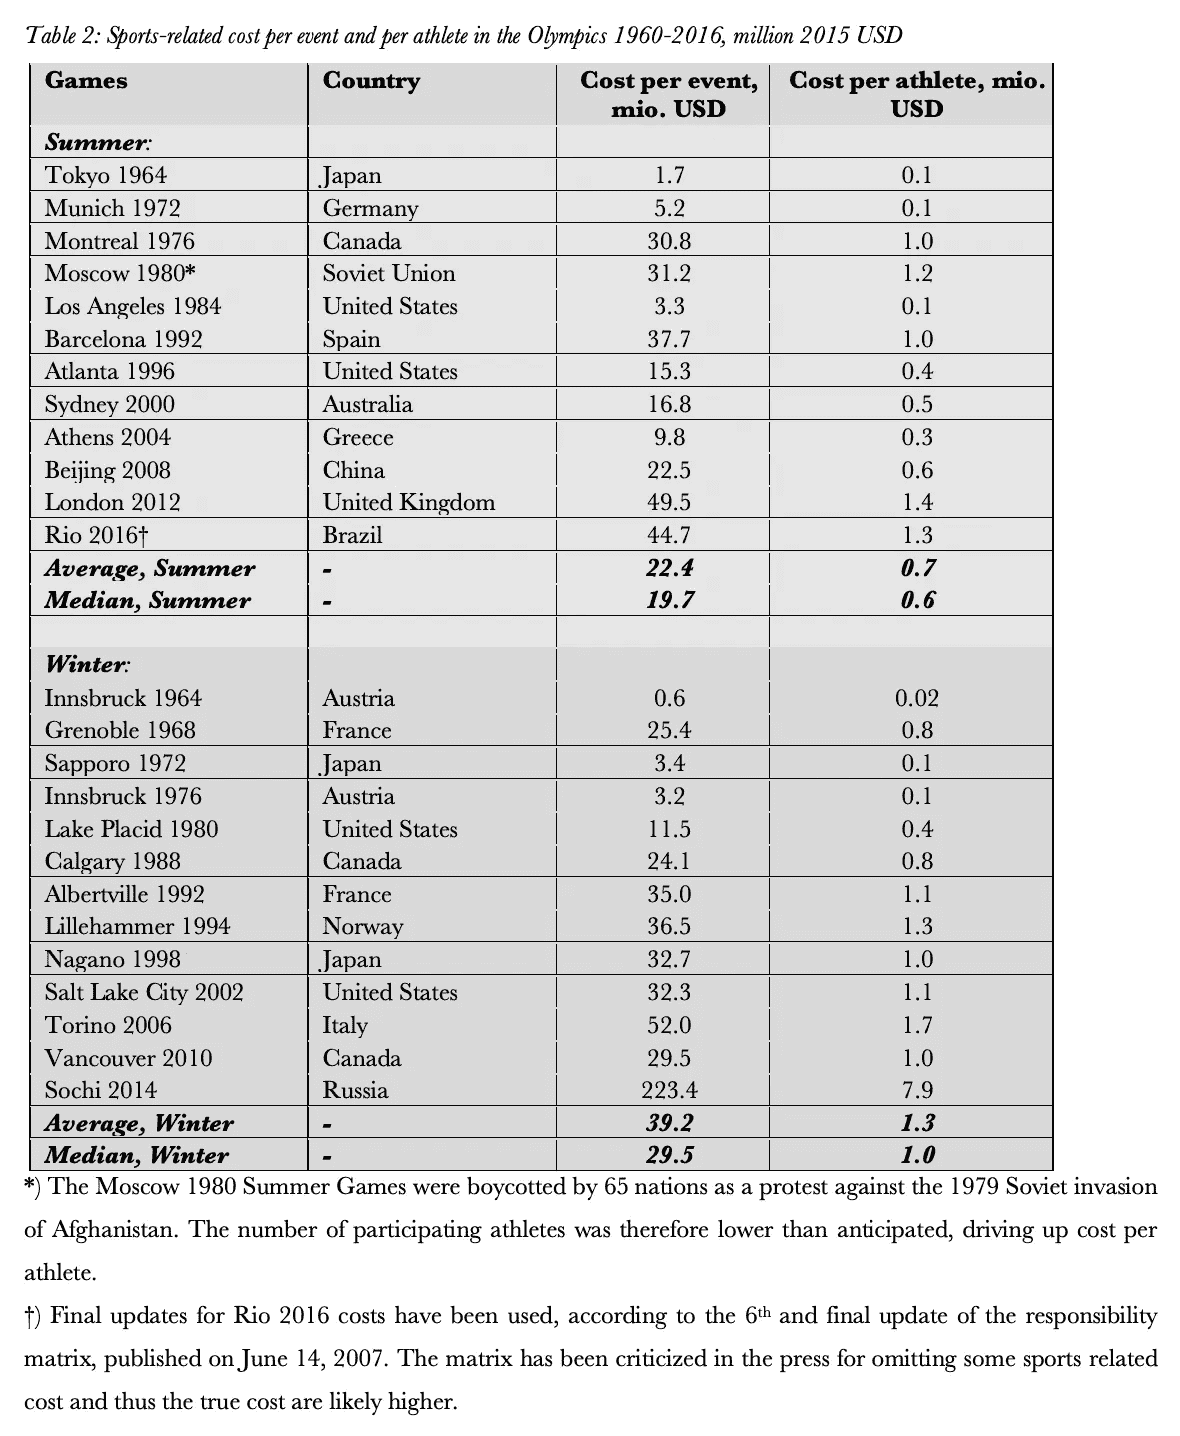 Table 2: Sports-related cost per event and per athlete in the Olympics 1960-2016, million 2015 USD
Games Country Cost per event, mio. USD Cost per athlete, mio. USD
Summer:
Tokyo 1964 Japan 1.7 0.1
Munich 1972 Germany 5.2 0.1
Montreal 1976 Canada 30.8 1.0
Moscow 1980* Soviet Union 31.2 1.2
Los Angeles 1984 United States 3.3 0.1
Barcelona 1992 Spain 37.7 1.0
Atlanta 1996 United States 15.3 0.4
Sydney 2000 Australia 16.8 0.5
Athens 2004 Greece 9.8 0.3
Beijing 2008 China 22.5 0.6
London 2012 United Kingdom 49.5 1.4
Rio 2016† Brazil 44.7 1.3
Average, Summer - 22.4 0.7
Median, Summer - 19.7 0.6
Winter:
Innsbruck 1964 Austria 0.6 0.02
Grenoble 1968 France 25.4 0.8
Sapporo 1972 Japan 3.4 0.1
Innsbruck 1976 Austria 3.2 0.1
Lake Placid 1980 United States 11.5 0.4
Calgary 1988 Canada 24.1 0.8
Albertville 1992 France 35.0 1.1
Lillehammer 1994 Norway 36.5 1.3
Nagano 1998 Japan 32.7 1.0
Salt Lake City 2002 United States 32.3 1.1
Torino 2006 Italy 52.0 1.7
Vancouver 2010 Canada 29.5 1.0
Sochi 2014 Russia 223.4 7.9
Average, Winter - 39.2 1.3
Median, Winter - 29.5 1.0
*) The Moscow 1980 Summer Games were boycotted by 65 nations as a protest against the 1979 Soviet invasion
of Afghanistan. The number of participating athletes was therefore lower than anticipated, driving up cost per
athlete.
†) Final updates for Rio 2016 costs have been used, according to the 6th and final update of the responsibility
matrix, published on June 14, 2007. The matrix has been criticized in the press for omitting some sports related
cost and thus the true cost are likely higher.